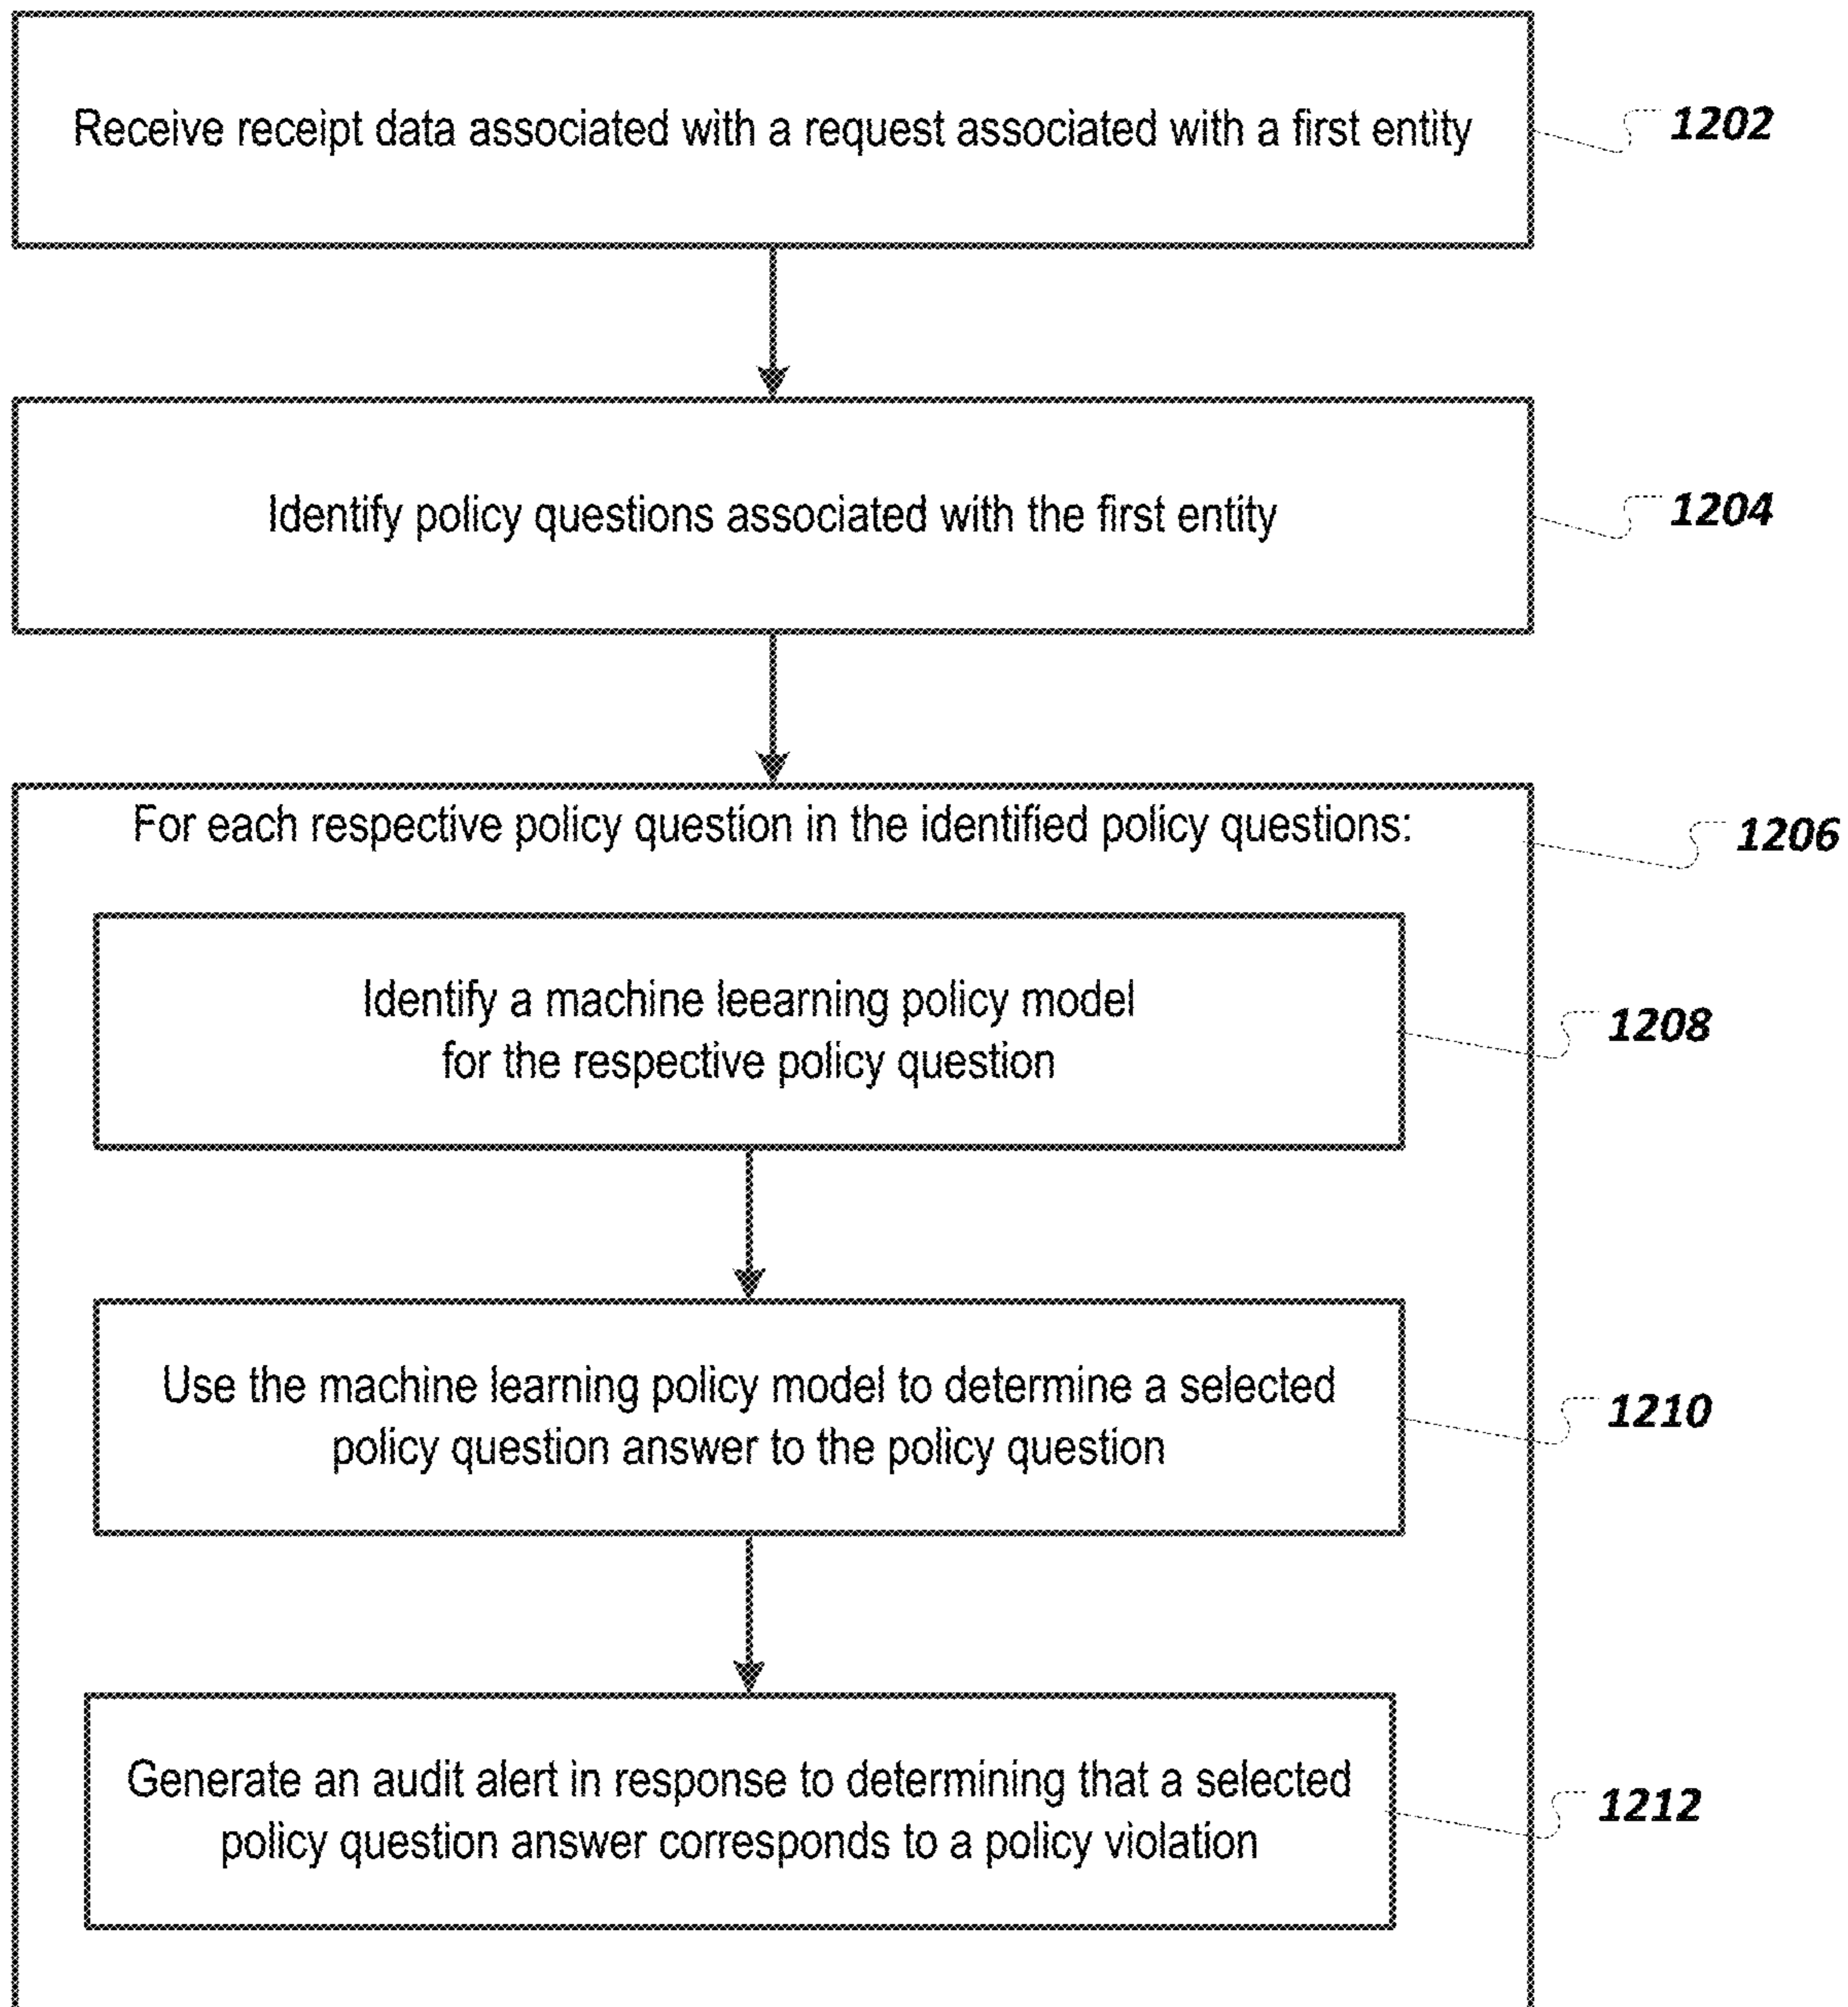 Receive receipt data associated with a request associated with a first entity
1202
Identify policy questions associated with the first entity
1204
For each respective policy question in the identified policy questions:
1206
Identify a machine leearning policy model
for the respective policy question
1208
Use the machine learning policy model to determine a selected
policy question answer to the policy question
1210
Generate an audit alert in response to determining that a selected
policy question answer corresponds to a policy violation
1212